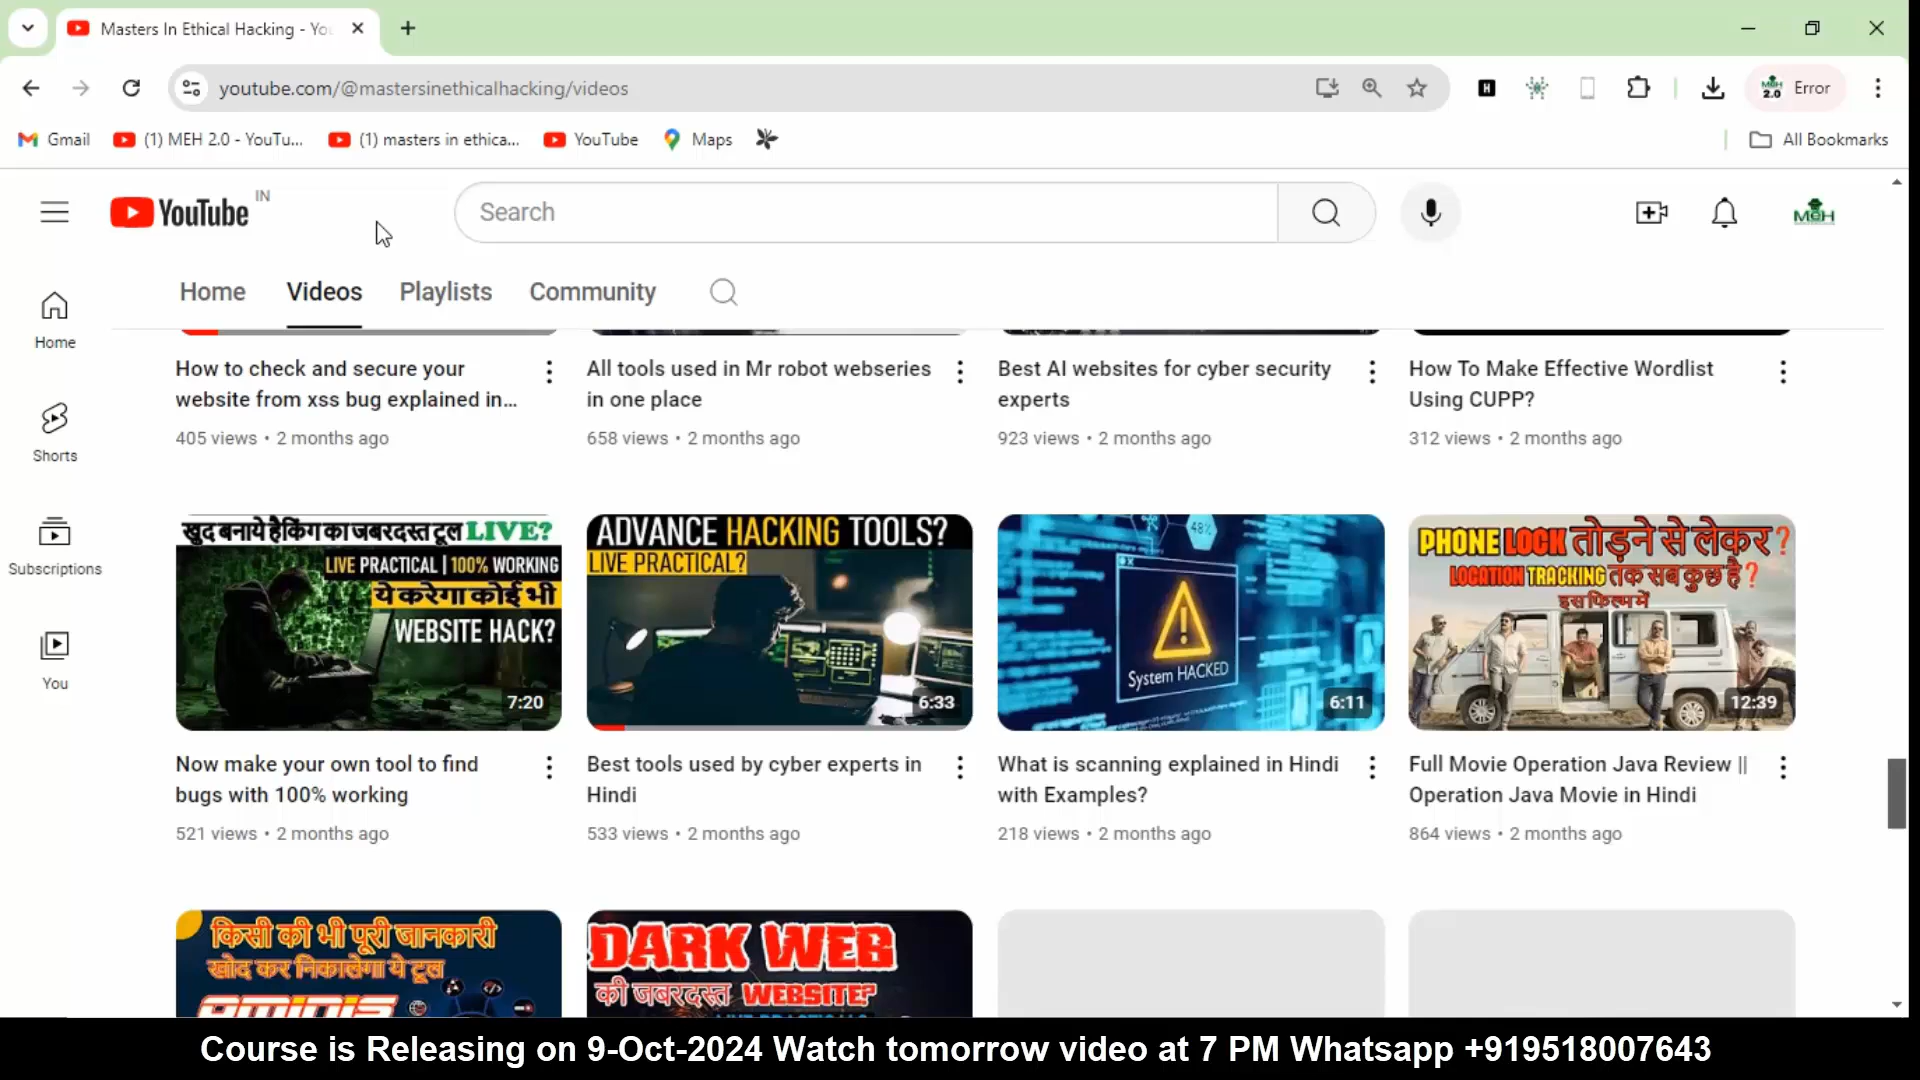 Masters In Ethical Hacking - You
youtube.com/@mastersinethicalhacking/videos
MEH 2.0
Error
Gmail
(1) MEH 2.0 - YouTu...
(1) masters in ethica...
YouTube
Maps
All Bookmarks
YouTube IN
Search
MEH
Home
Videos
Playlists
Community
Home
Shorts
Subscriptions
You
How to check and secure your
website from xss bug explained in...
405 views • 2 months ago
All tools used in Mr robot webseries
in one place
658 views • 2 months ago
Best AI websites for cyber security
experts
923 views • 2 months ago
How To Make Effective Wordlist
Using CUPP?
312 views • 2 months ago
खुद बनाये हैकिंग का जबरदस्त टूल LIVE?
LIVE PRACTICAL | 100% WORKING
ये करेगा कोई भी
WEBSITE HACK?
7:20
Now make your own tool to find
bugs with 100% working
521 views • 2 months ago
ADVANCE HACKING TOOLS?
LIVE PRACTICAL?
6:33
Best tools used by cyber experts in
Hindi
533 views • 2 months ago
48%
System HACKED
6:11
What is scanning explained in Hindi
with Examples?
218 views • 2 months ago
PHONE LOCK तोड़ने से लेकर?
LOCATION TRACKING तक सब कुछ है?
इस फिल्म में
12:39
Full Movie Operation Java Review ||
Operation Java Movie in Hindi
864 views • 2 months ago
किसी की भी पूरी जानकारी
खोद कर निकालेगा ये टूल
OMINIS
DARK WEB
की जबरदस्त WEBSITE?
Course is Releasing on 9-Oct-2024 Watch tomorrow video at 7 PM Whatsapp +919518007643